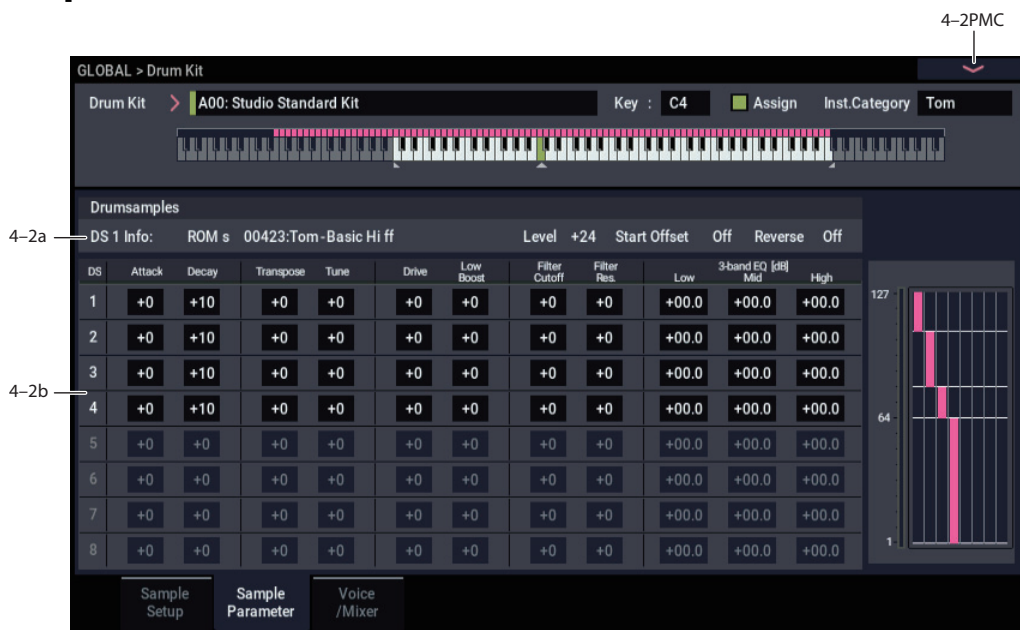 4–2PMC
GLOBAL > Drum Kit
Drum Kit A00: Studio Standard Kit Key : C4 Assign Inst.Category Tom
Drumsamples
4–2a
DS 1 Info: ROM s 00423:Tom-Basic Hi ff Level +24 Start Offset Off Reverse Off
DS Attack Decay Transpose Tune Drive Low Boost Filter Cutoff Filter Res. 3-band EQ [dB] Low Mid High
1 +0 +10 +0 +0 +0 +0 +0 +0 +00.0 +00.0 +00.0
2 +0 +10 +0 +0 +0 +0 +0 +0 +00.0 +00.0 +00.0
3 +0 +10 +0 +0 +0 +0 +0 +0 +00.0 +00.0 +00.0
4–2b
4 +0 +10 +0 +0 +0 +0 +0 +0 +00.0 +00.0 +00.0
5 +0 +0 +0 +0 +0 +0 +0 +0 +00.0 +00.0 +00.0
6 +0 +0 +0 +0 +0 +0 +0 +0 +00.0 +00.0 +00.0
7 +0 +0 +0 +0 +0 +0 +0 +0 +00.0 +00.0 +00.0
8 +0 +0 +0 +0 +0 +0 +0 +0 +00.0 +00.0 +00.0
127
64
1
Sample Setup
Sample Parameter
Voice /Mixer